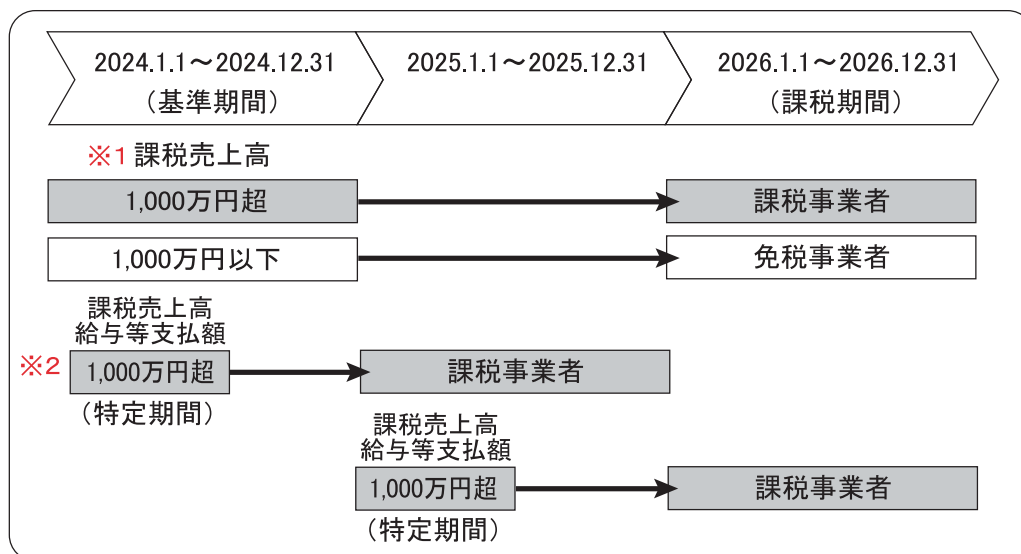 2024.1.1～2024.12.31
（基準期間）
2025.1.1～2025.12.31
2026.1.1～2026.12.31
（課税期間）
※1 課税売上高
1,000万円超
課税事業者
1,000万円以下
免税事業者
課税売上高
給与等支払額
※2
1,000万円超
課税事業者
（特定期間）
課税売上高
給与等支払額
1,000万円超
課税事業者
（特定期間）